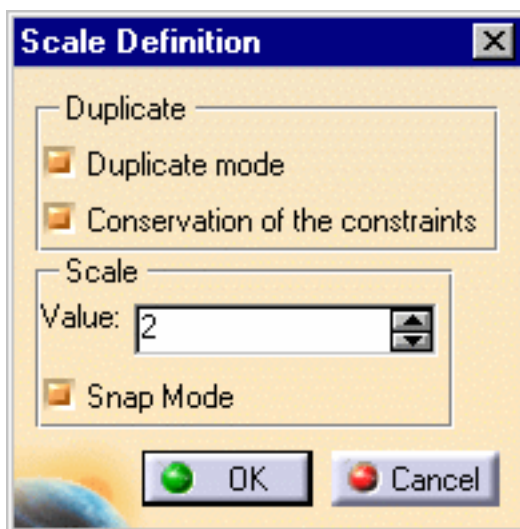 Scale Definition
Duplicate
Duplicate mode
Conservation of the constraints
Scale
Value: 2
Snap Mode
OK Cancel